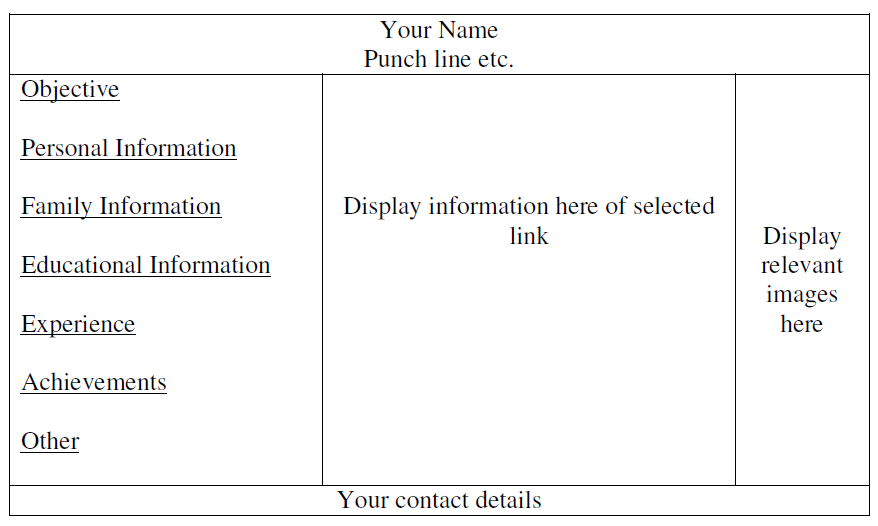 Your Name
Punch line etc.
Objective
Personal Information
Family Information
Educational Information
Experience
Achievements
Other
Display information here of selected
link
Display
relevant
images
here
Your contact details